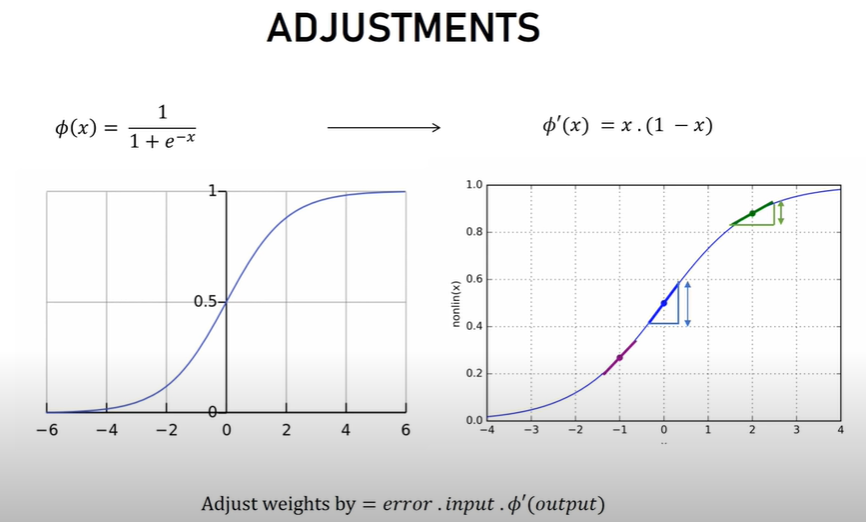 ADJUSTMENTS
ϕ(x) = 1 / (1 + e^−x)
ϕ′(x) = x . (1 − x)
1
0.5
0
−6 −4 −2 0 2 4 6
1.0
0.8
0.6
0.4
0.2
0.0
nonlin(x)
−4 −3 −2 −1 0 1 2 3 4
Adjust weights by = error . input . ϕ′(output)